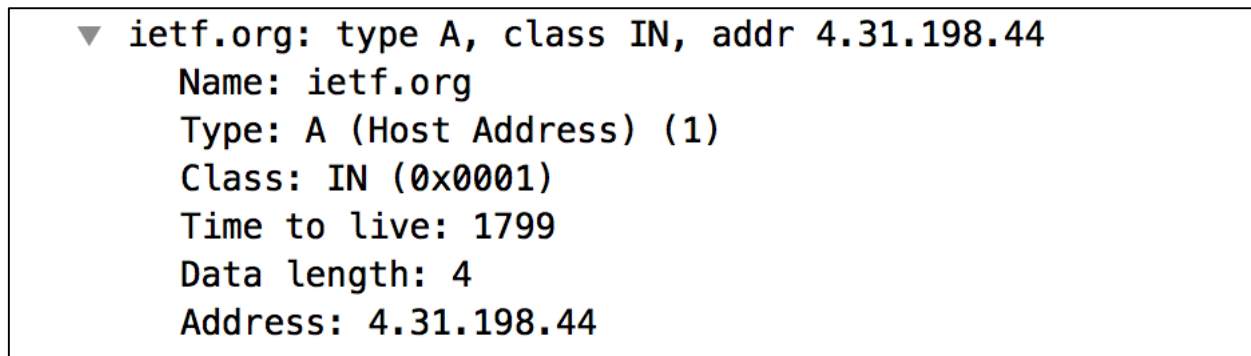 ietf.org: type A, class IN, addr 4.31.198.44
Name: ietf.org
Type: A (Host Address) (1)
Class: IN (0x0001)
Time to live: 1799
Data length: 4
Address: 4.31.198.44